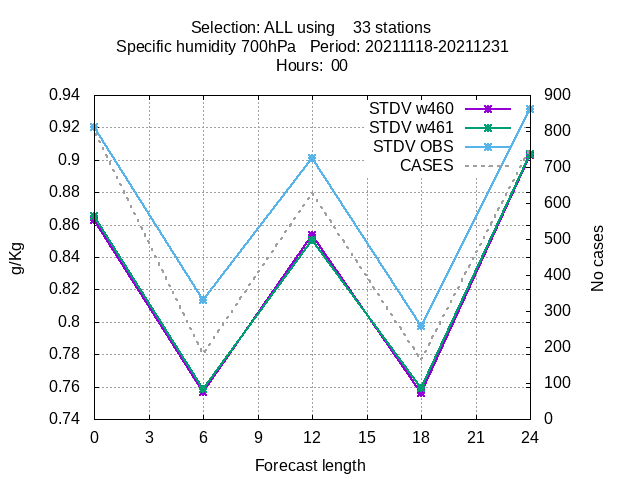 Selection: ALL using    33 stations
Specific humidity 700hPa   Period: 20211118-20211231
Hours:  00
0.94
0.92
0.9
0.88
0.86
0.84
0.82
0.8
0.78
0.76
0.74
g/Kg
STDV w460
STDV w461
STDV OBS
CASES
900
800
700
600
500
400
300
200
100
0
No cases
0 3 6 9 12 15 18 21 24
Forecast length